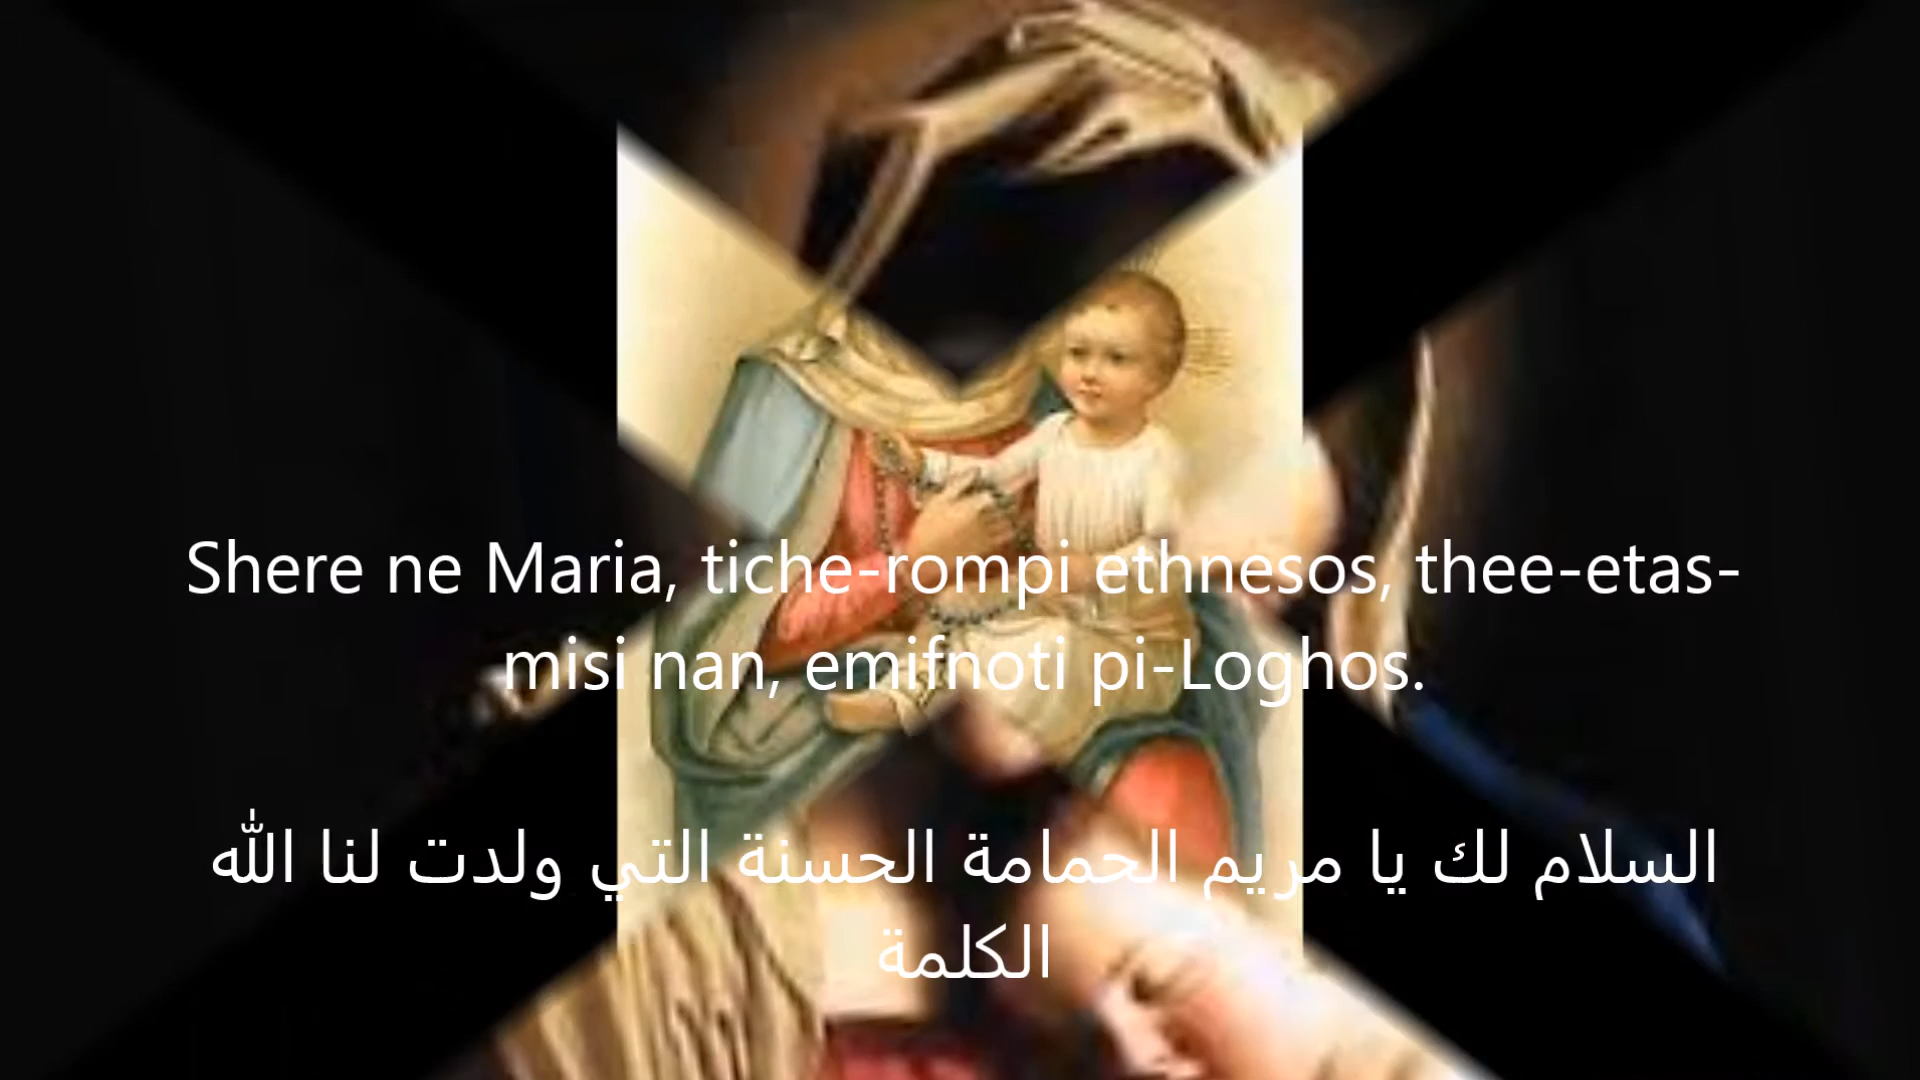 Shere ne Maria, tiche-rompi ethnesos, thee-etas-
misi nan, emifnoti pi-Loghos.
السلام لك يا مريم الحمامة الحسنة التي ولدت لنا الله
الكلمة